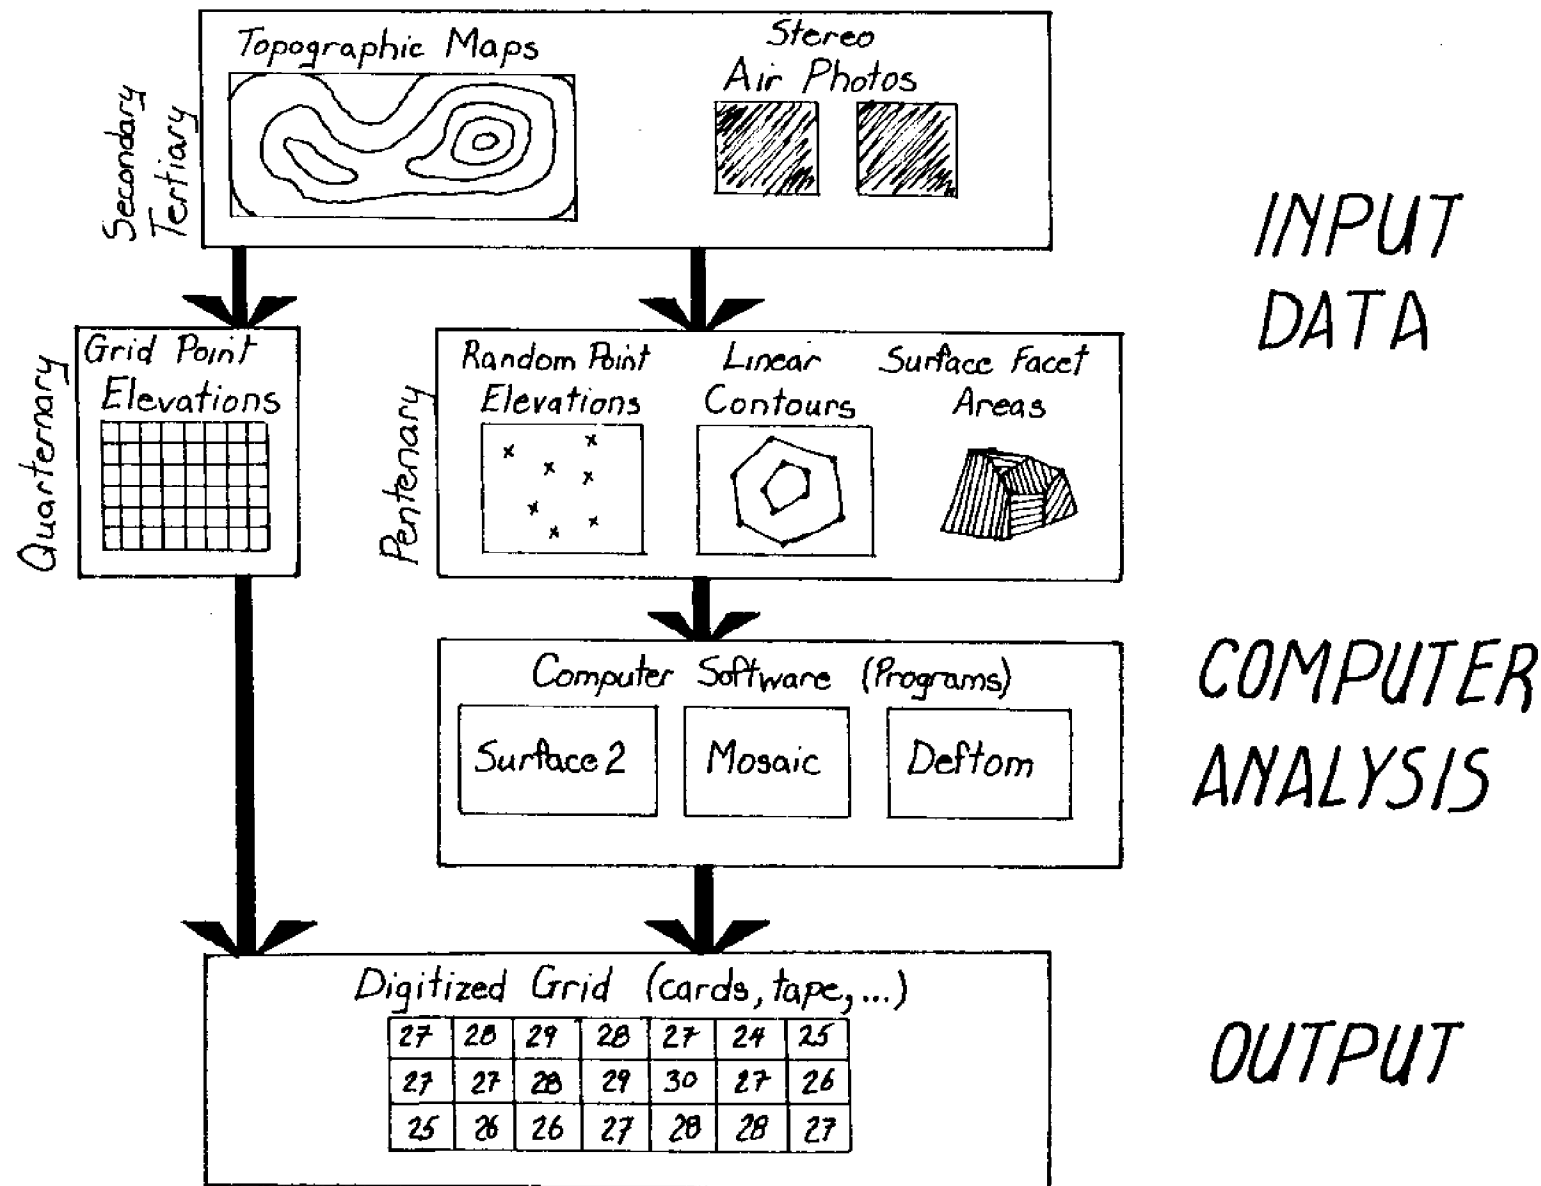 Topographic Maps
Stereo
Air Photos
Secondary
Tertiary
INPUT
DATA
Quarternary
Grid Point
Elevations
Pentenary
Random Point
Elevations
Linear
Contours
Surface Facet
Areas
Computer Software (Programs)
Surface 2
Mosaic
Deftom
COMPUTER
ANALYSIS
Digitized Grid (cards, tape, ...)
27 28 29 28 27 24 25
27 27 28 29 30 27 26
25 26 26 27 28 28 27
OUTPUT